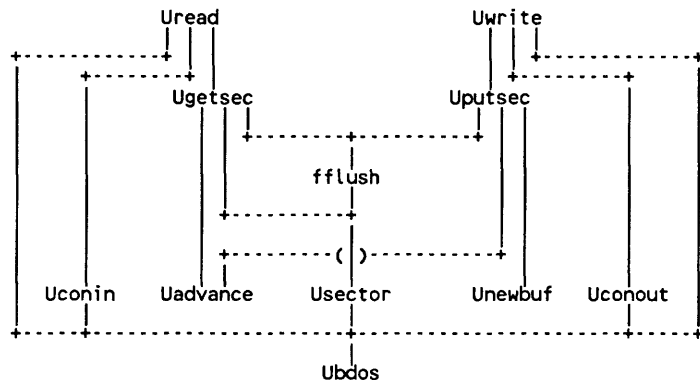 Uread Uwrite
Ugetsec Uputsec
fflush
Uconin Uadvance Usector Unewbuf Uconout
Ubdos